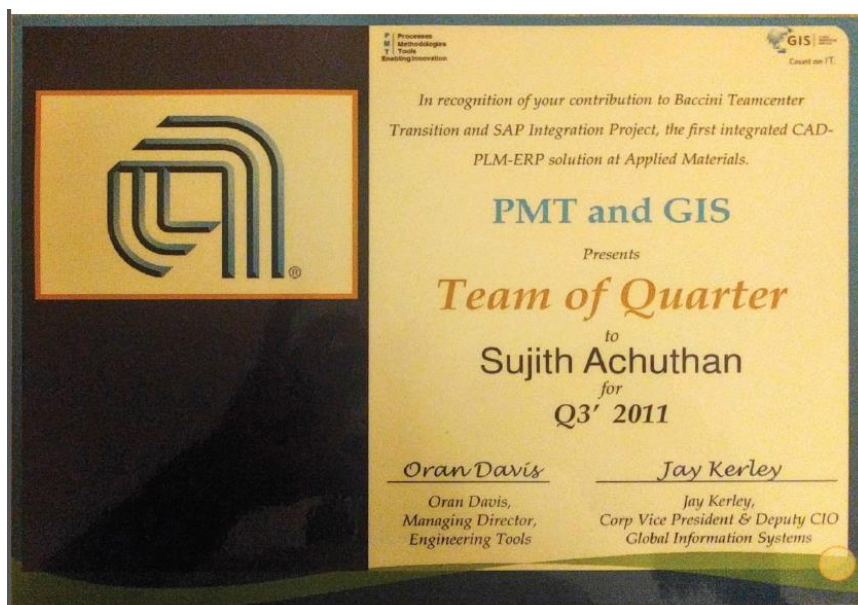 P | Processes
M | Methodologies
T | Tools
Enabling Innovation
GIS
Count on IT.
In recognition of your contribution to Baccini Teamcenter
Transition and SAP Integration Project, the first integrated CAD-
PLM-ERP solution at Applied Materials.
PMT and GIS
Presents
Team of Quarter
to
Sujith Achuthan
for
Q3' 2011
®
Oran Davis
Oran Davis,
Managing Director,
Engineering Tools
Jay Kerley
Jay Kerley,
Corp Vice President & Deputy CIO
Global Information Systems